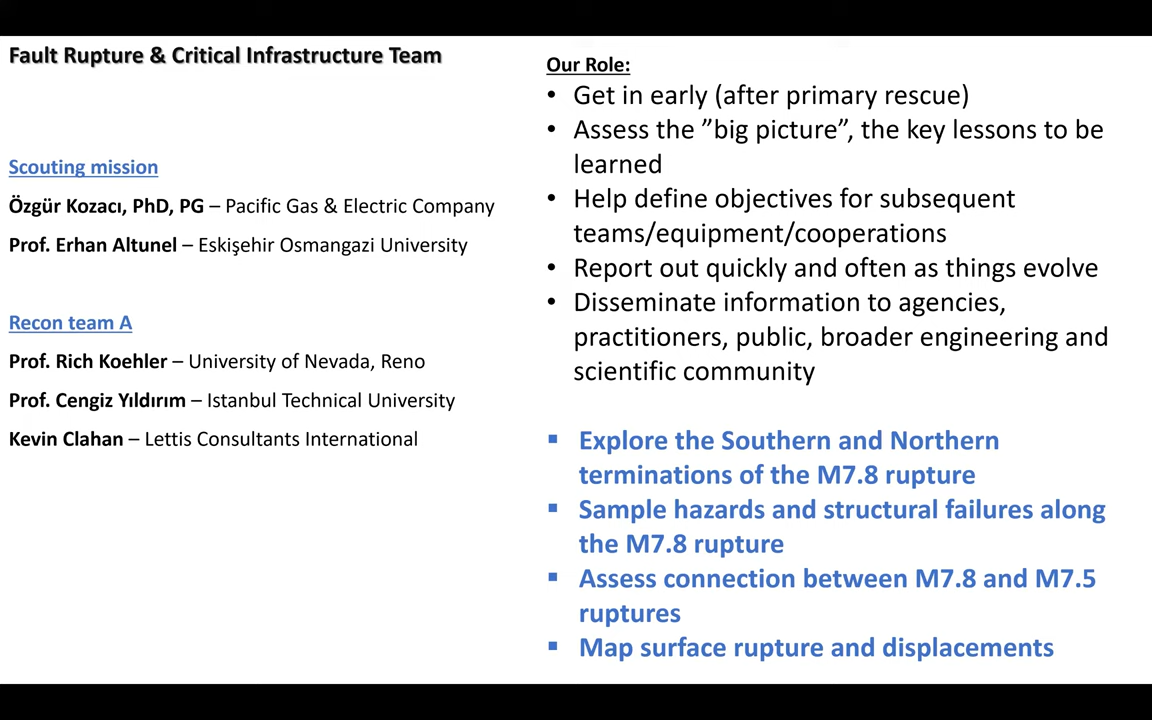 Fault Rupture & Critical Infrastructure Team
Scouting mission
Özgür Kozacı, PhD, PG – Pacific Gas & Electric Company
Prof. Erhan Altunel – Eskişehir Osmangazi University
Recon team A
Prof. Rich Koehler – University of Nevada, Reno
Prof. Cengiz Yıldırım – Istanbul Technical University
Kevin Clahan – Lettis Consultants International
Our Role:
• Get in early (after primary rescue)
• Assess the ”big picture”, the key lessons to be
learned
• Help define objectives for subsequent
teams/equipment/cooperations
• Report out quickly and often as things evolve
• Disseminate information to agencies,
practitioners, public, broader engineering and
scientific community
▪ Explore the Southern and Northern
terminations of the M7.8 rupture
▪ Sample hazards and structural failures along
the M7.8 rupture
▪ Assess connection between M7.8 and M7.5
ruptures
▪ Map surface rupture and displacements